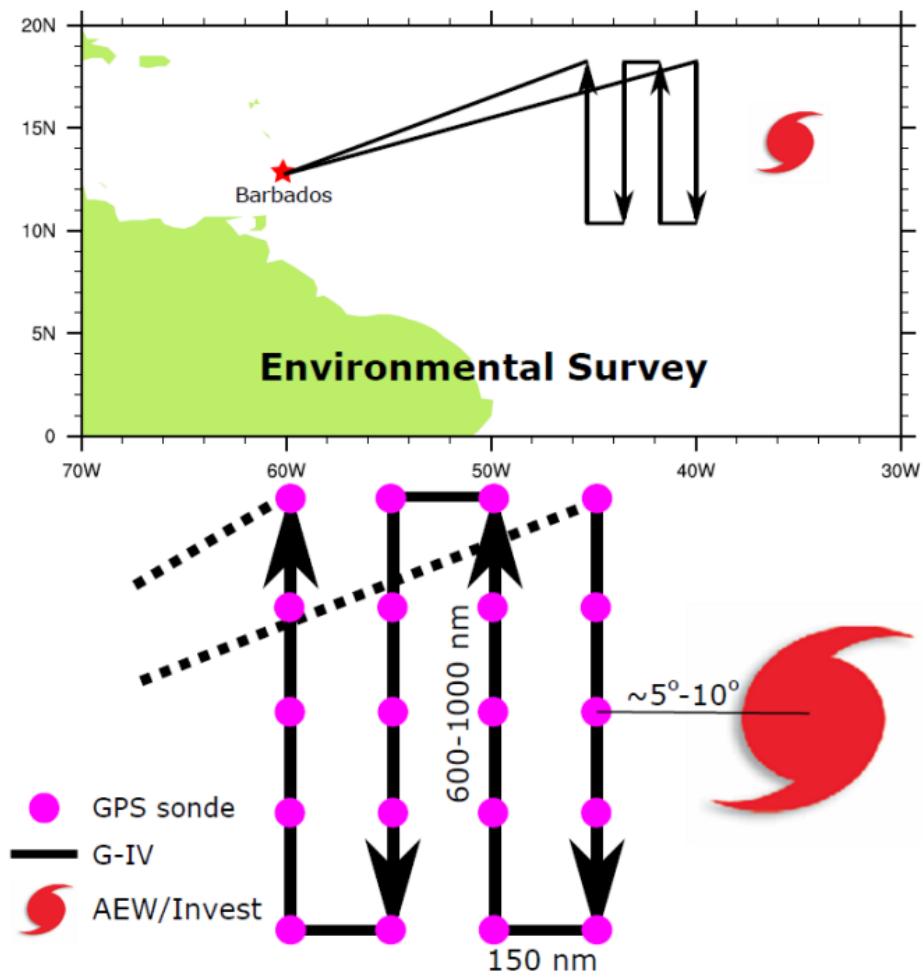 20N
15N
10N
5N
0
70W
60W
50W
40W
30W
Barbados
Environmental Survey
600-1000 nm
~5°-10°
GPS sonde
G-IV
AEW/Invest
150 nm